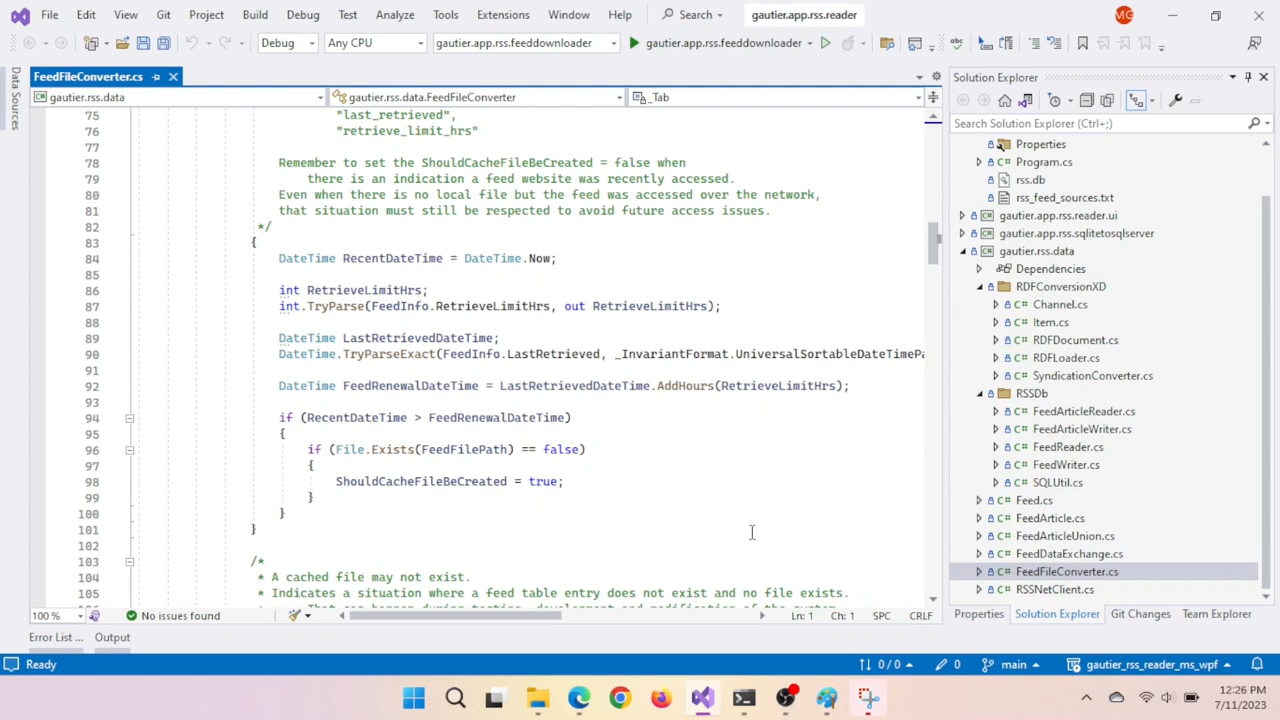 File Edit View Git Project Build Debug Test Analyze Tools Extensions Window Help Search gautier.app.rss.reader MG
Debug Any CPU gautier.app.rss.feeddownloader gautier.app.rss.feeddownloader
Data Sources
FeedFileConverter.cs
gautier.rss.data gautier.rss.data.FeedFileConverter _Tab
75 "last_retrieved",
76 "retrieve_limit_hrs"
77
78 Remember to set the ShouldCacheFileBeCreated = false when
79 there is an indication a feed website was recently accessed.
80 Even when there is no local file but the feed was accessed over the network,
81 that situation must still be respected to avoid future access issues.
82 */
83 {
84 DateTime RecentDateTime = DateTime.Now;
85
86 int RetrieveLimitHrs;
87 int.TryParse(FeedInfo.RetrieveLimitHrs, out RetrieveLimitHrs);
88
89 DateTime LastRetrievedDateTime;
90 DateTime.TryParseExact(FeedInfo.LastRetrieved, _InvariantFormat.UniversalSortableDateTimePa
91
92 DateTime FeedRenewalDateTime = LastRetrievedDateTime.AddHours(RetrieveLimitHrs);
93
94 if (RecentDateTime > FeedRenewalDateTime)
95 {
96 if (File.Exists(FeedFilePath) == false)
97 {
98 ShouldCacheFileBeCreated = true;
99 }
100 }
101 }
102
103 /*
104 * A cached file may not exist.
105 * Indicates a situation where a feed table entry does not exist and no file exists.
100 % No issues found Ln: 1 Ch: 1 SPC CRLF
Error List ... Output
Solution Explorer
Search Solution Explorer (Ctrl+;)
Properties
C# Program.cs
rss.db
rss_feed_sources.txt
gautier.app.rss.reader.ui
gautier.app.rss.sqlitetosqlserver
gautier.rss.data
Dependencies
RDFConversionXD
C# Channel.cs
C# Item.cs
C# RDFDocument.cs
C# RDFLoader.cs
C# SyndicationConverter.cs
RSSDb
C# FeedArticleReader.cs
C# FeedArticleWriter.cs
C# FeedReader.cs
C# FeedWriter.cs
C# SQLUtil.cs
C# Feed.cs
C# FeedArticle.cs
C# FeedArticleUnion.cs
C# FeedDataExchange.cs
C# FeedFileConverter.cs
C# RSSNetClient.cs
Properties Solution Explorer Git Changes Team Explorer
Ready 0 / 0 0 main gautier_rss_reader_ms_wpf
12:26 PM
7/11/2023